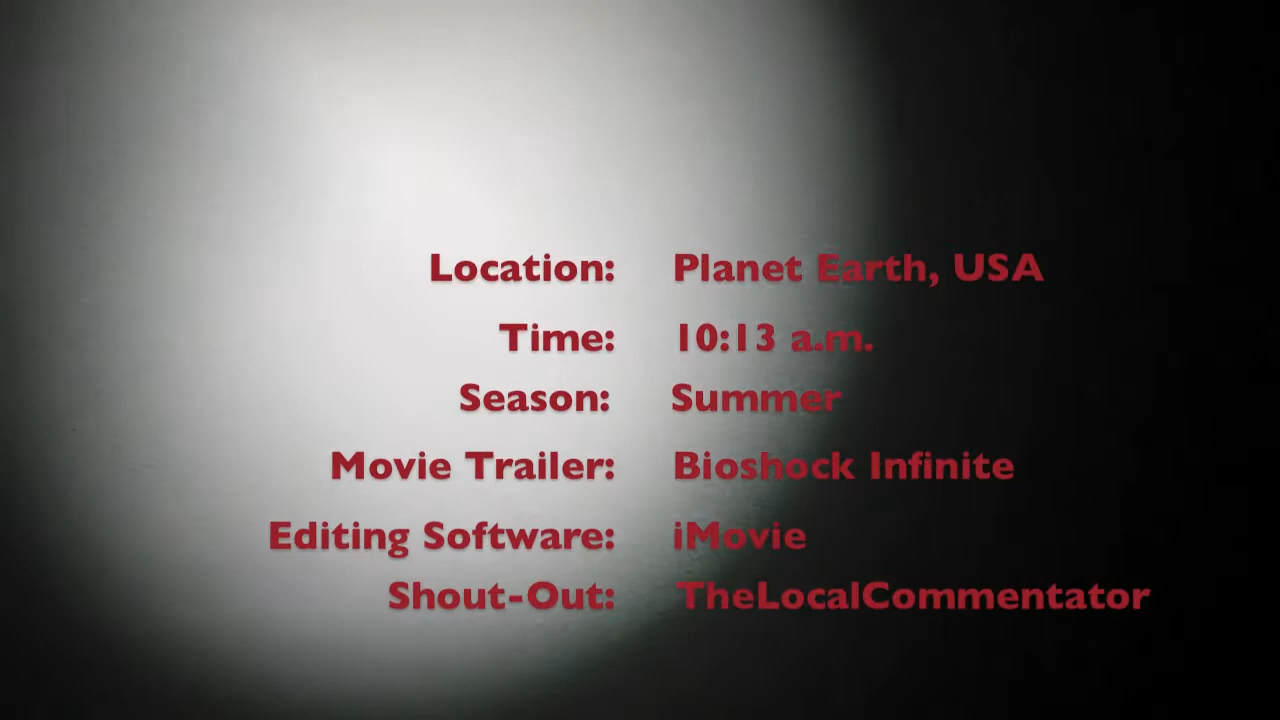 Location: Planet Earth, USA
Time: 10:13 a.m.
Season: Summer
Movie Trailer: Bioshock Infinite
Editing Software: iMovie
Shout-Out: TheLocalCommentator